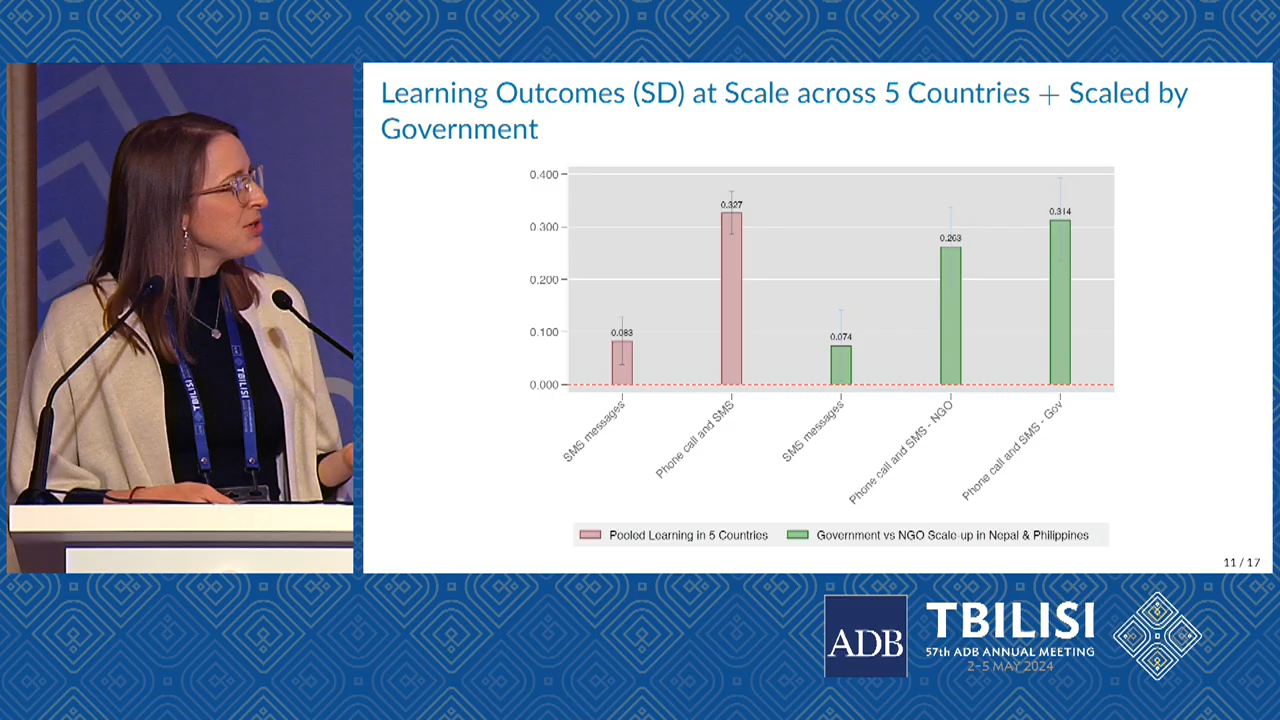 Learning Outcomes (SD) at Scale across 5 Countries + Scaled by
Government
0.400
0.300
0.200
0.100
0.000
0.083
0.327
0.074
0.263
0.314
SMS messages
Phone call and SMS
SMS messages
Phone call and SMS - NGO
Phone call and SMS - Gov
Pooled Learning in 5 Countries
Government vs NGO Scale-up in Nepal & Philippines
11 / 17
TBILISI
TBILISI
ADB
TBILISI
57th ADB ANNUAL MEETING
2–5 MAY 2024